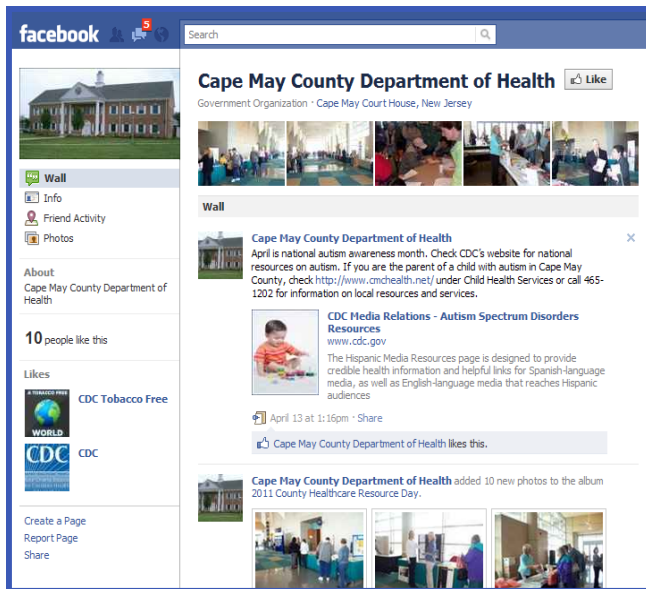 facebook
5
Search
Cape May County Department of Health
Like
Government Organization · Cape May Court House, New Jersey
Wall
Info
Friend Activity
Photos
About
Cape May County Department of
Health
10 people like this
Likes
A TOBACCO FREE
WORLD
CDC Tobacco Free
CDC
CDC
Create a Page
Report Page
Share
Wall
Cape May County Department of Health
April is national autism awareness month. Check CDC's website for national
resources on autism. If you are the parent of a child with autism in Cape May
County, check http://www.cmchealth.net/ under Child Health Services or call 465-
1202 for information on local resources and services.
CDC Media Relations - Autism Spectrum Disorders
Resources
www.cdc.gov
The Hispanic Media Resources page is designed to provide
credible health information and helpful links for Spanish-language
media, as well as English-language media that reaches Hispanic
audiences
April 13 at 1:16pm · Share
Cape May County Department of Health likes this.
Cape May County Department of Health added 10 new photos to the album
2011 County Healthcare Resource Day.